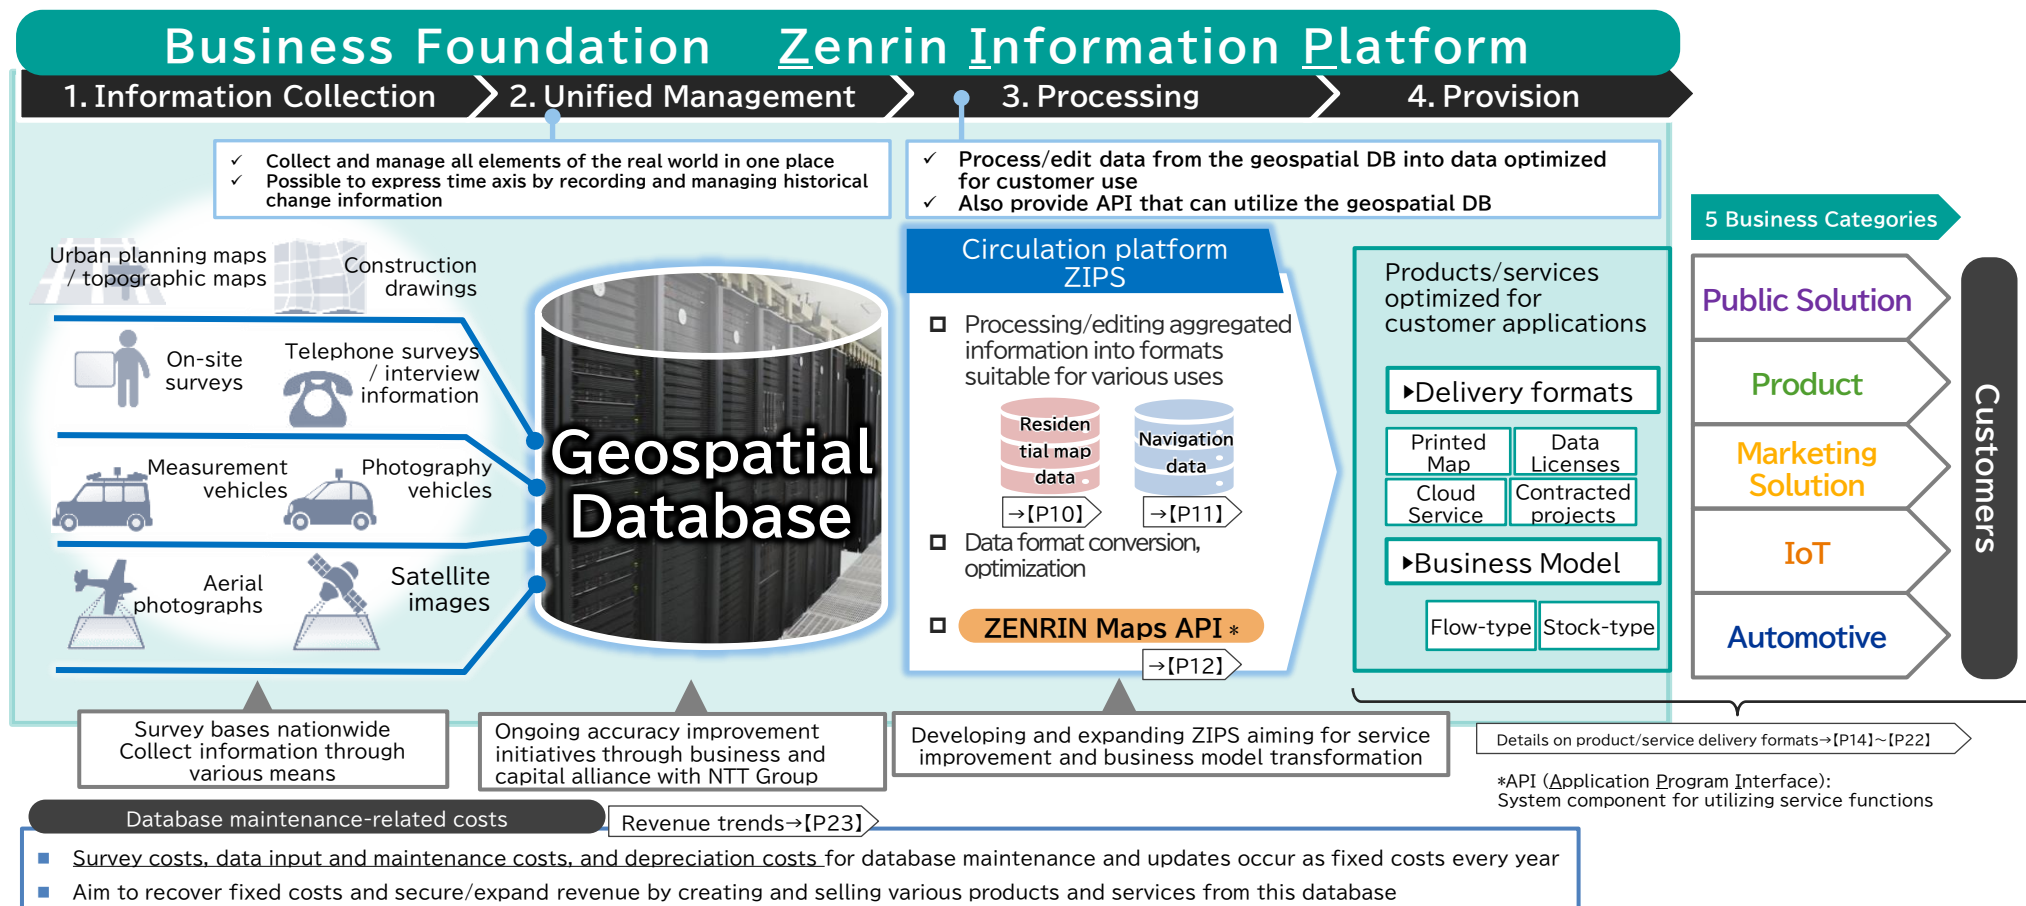 Business Foundation Zenrin Information Platform
1. Information Collection
2. Unified Management
3. Processing
4. Provision
✓ Collect and manage all elements of the real world in one place
✓ Possible to express time axis by recording and managing historical
change information
✓ Process/edit data from the geospatial DB into data optimized
for customer use
✓ Also provide API that can utilize the geospatial DB
Urban planning maps
/ topographic maps
Construction
drawings
On-site
surveys
Telephone surveys
/ interview
information
Measurement
vehicles
Photography
vehicles
Aerial
photographs
Satellite
images
Geospatial
Database
Circulation platform
ZIPS
Processing/editing aggregated
information into formats
suitable for various uses
Residen
tial map
data
Navigation
data
→【P10】
→【P11】
Data format conversion,
optimization
ZENRIN Maps API *
→【P12】
Products/services
optimized for
customer applications
▶Delivery formats
Printed
Map
Data
Licenses
Cloud
Service
Contracted
projects
▶Business Model
Flow-type
Stock-type
5 Business Categories
Public Solution
Product
Marketing
Solution
IoT
Automotive
Customers
Survey bases nationwide
Collect information through
various means
Ongoing accuracy improvement
initiatives through business and
capital alliance with NTT Group
Developing and expanding ZIPS aiming for service
improvement and business model transformation
Details on product/service delivery formats→【P14】~【P22】
*API (Application Program Interface):
System component for utilizing service functions
Database maintenance-related costs
Revenue trends→【P23】
■ Survey costs, data input and maintenance costs, and depreciation costs for database maintenance and updates occur as fixed costs every year
■ Aim to recover fixed costs and secure/expand revenue by creating and selling various products and services from this database